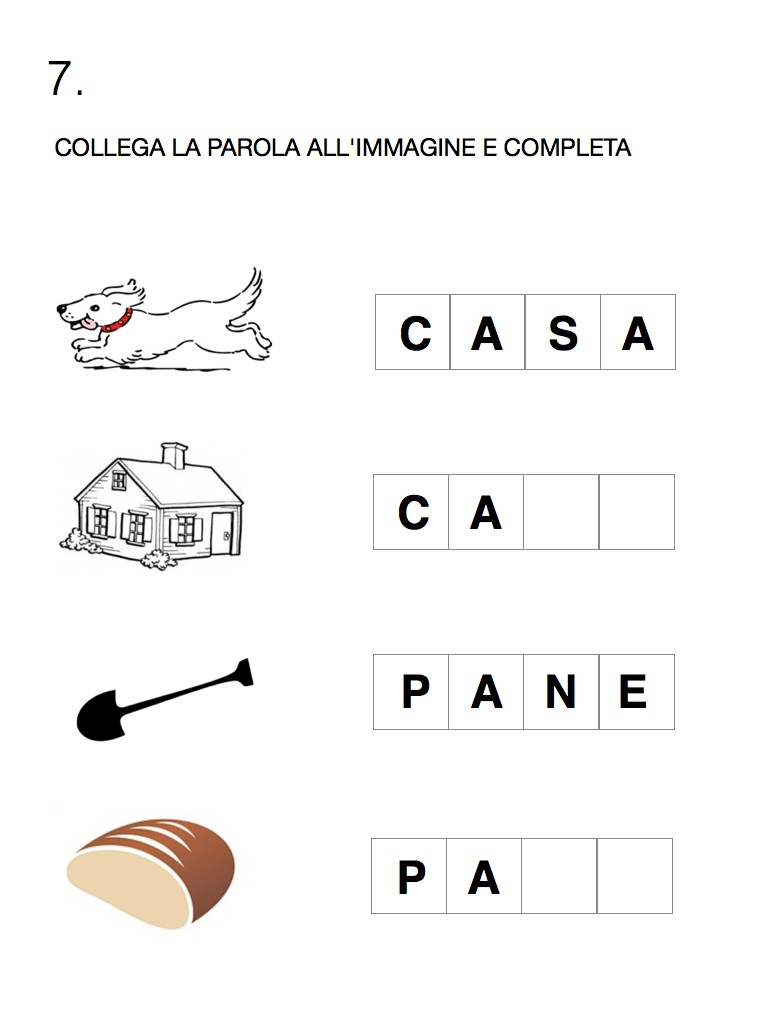 7.
COLLEGA LA PAROLA ALL'IMMAGINE E COMPLETA
C A S A
C A
P A N E
P A